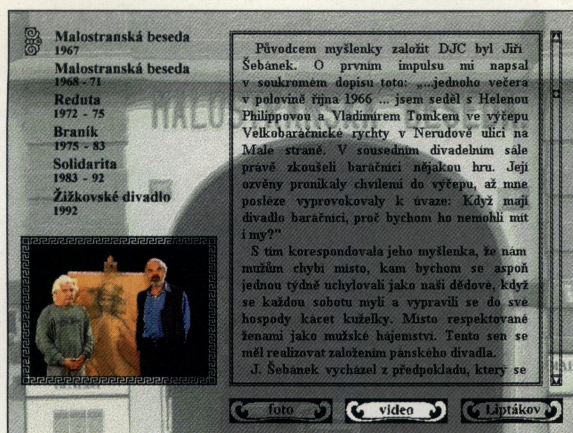 Malostranská beseda
1967
Malostranská beseda
1968 - 71
Reduta
1972 - 75
Braník
1975 - 83
Solidarita
1983 - 92
Žižkovské divadlo
1992
Původcem myšlenky založit DJC byl Jiří
Šebánek. O prvním impulsu mi napsal
v soukromém dopisu toto: „...jednoho večera
v polovině října 1966 ... jsem seděl s Helenou
Philippovou a Vladimírem Tomkem ve výčepu
Velkobaráčnické rychty v Nerudově ulici na
Malé straně. V sousedním divadelním sále
právě zkoušeli baráčníci nějakou hru. Její
ozvěny pronikaly chvílemi do výčepu, až mne
posléze vyprovokovaly k úvaze: Když mají
divadlo baráčníci, proč bychom ho nemohli mít
i my?"
S tím korespondovala jeho myšlenka, že nám
mužům chybí místo, kam bychom se aspoň
jednou týdně uchylovali jako naši dědové, když
se každou sobotu myli a vypravili se do své
hospody kácet kuželky. Místo respektované
ženami jako mužské hájemství. Tento sen se
měl realizovat založením pánského divadla.
J. Šebánek vycházel z předpokladu, který se
foto
video
Liptákov